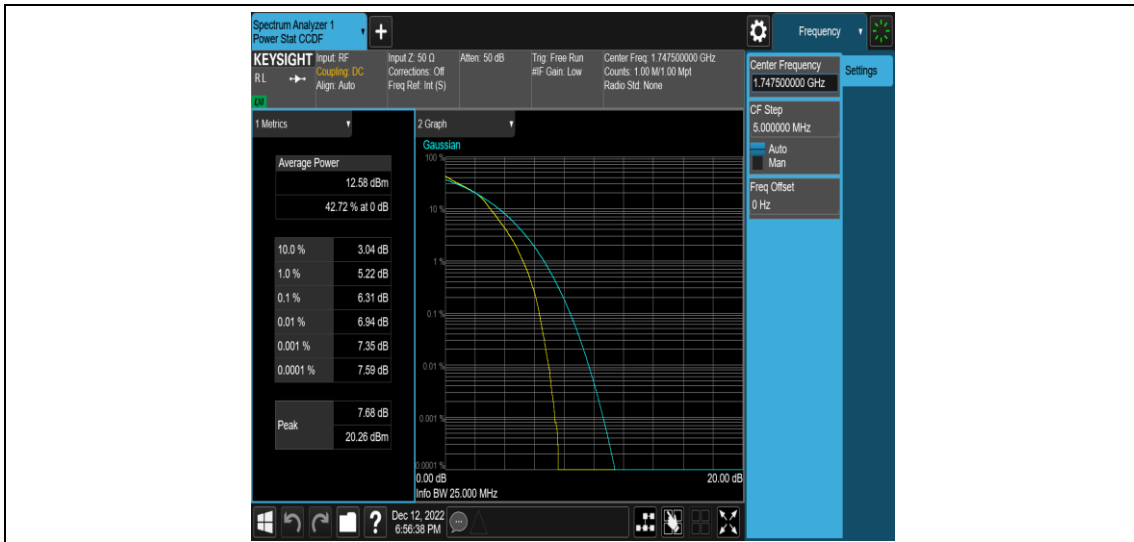 Spectrum Analyzer 1
Power Stat CCDF
+
Frequency
KEYSIGHT
RL
LXI
Input: RF
Coupling: DC
Align: Auto
Input Z: 50 Ω
Corrections: Off
Freq Ref: Int (S)
Atten: 50 dB
Trig: Free Run
#IF Gain: Low
Center Freq: 1.747500000 GHz
Counts: 1.00 M/1.00 Mpt
Radio Std: None
Center Frequency
1.747500000 GHz
Settings
CF Step
5.000000 MHz
Auto
Man
Freq Offset
0 Hz
1 Metrics
Average Power
12.58 dBm
42.72 % at 0 dB
10.0 % 3.04 dB
1.0 % 5.22 dB
0.1 % 6.31 dB
0.01 % 6.94 dB
0.001 % 7.35 dB
0.0001 % 7.59 dB
Peak
7.68 dB
20.26 dBm
2 Graph
Gaussian
100 %
10 %
1 %
0.1 %
0.01 %
0.001 %
0.0001 %
0.00 dB 20.00 dB
Info BW 25.000 MHz
?
Dec 12, 2022
6:56:38 PM